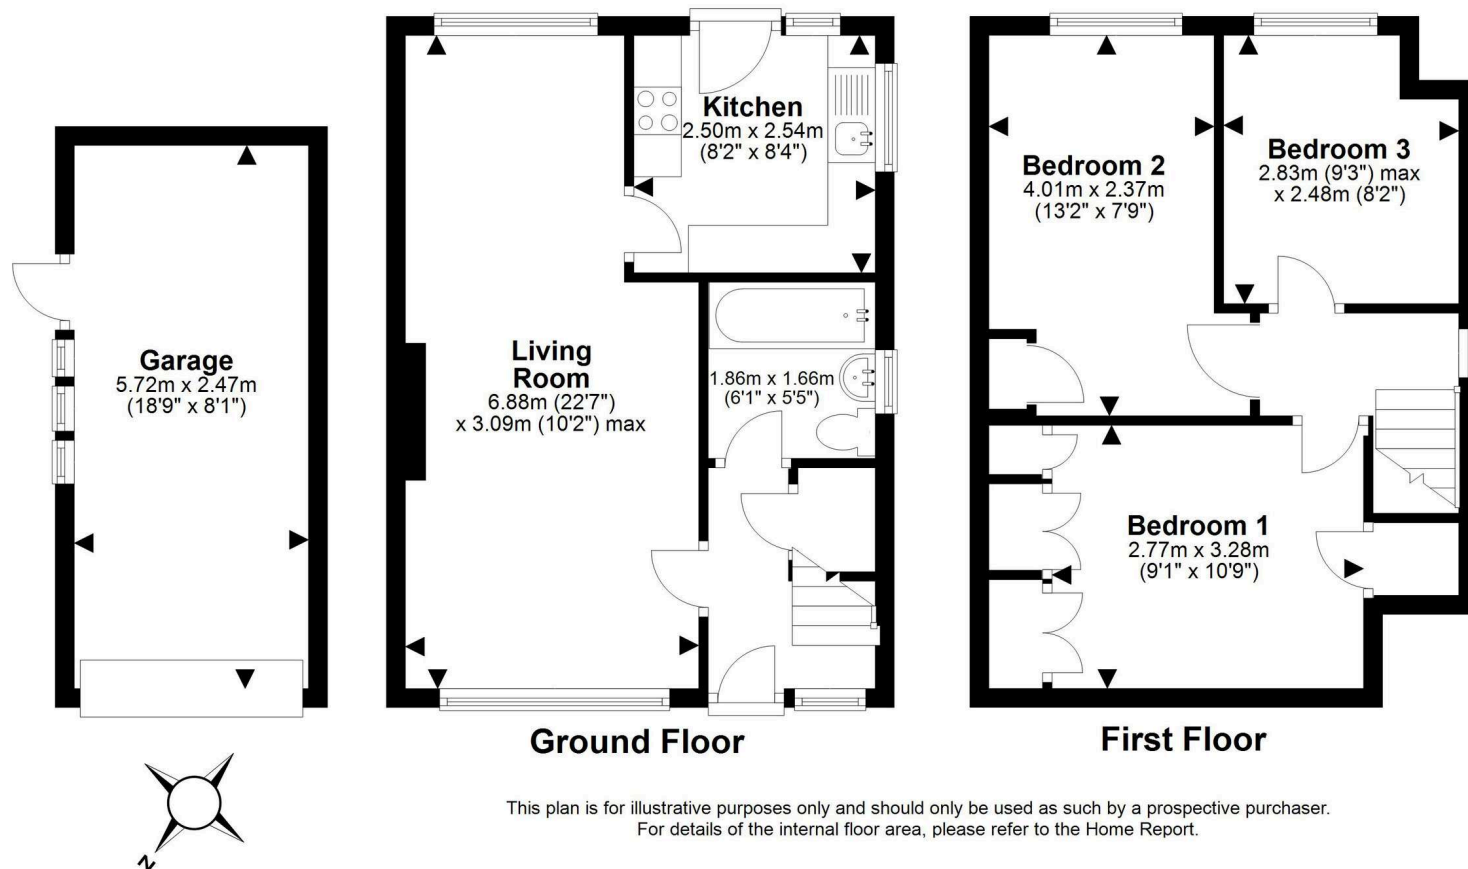 Kitchen
2.50m x 2.54m
(8'2" x 8'4")
Bedroom 2
4.01m x 2.37m
(13'2" x 7'9")
Bedroom 3
2.83m (9'3") max
x 2.48m (8'2")
Garage
5.72m x 2.47m
(18'9" x 8'1")
Living
Room
6.88m (22'7")
x 3.09m (10'2") max
1.86m x 1.66m
(6'1" x 5'5")
Bedroom 1
2.77m x 3.28m
(9'1" x 10'9")
Ground Floor
First Floor
N
This plan is for illustrative purposes only and should only be used as such by a prospective purchaser.
For details of the internal floor area, please refer to the Home Report.